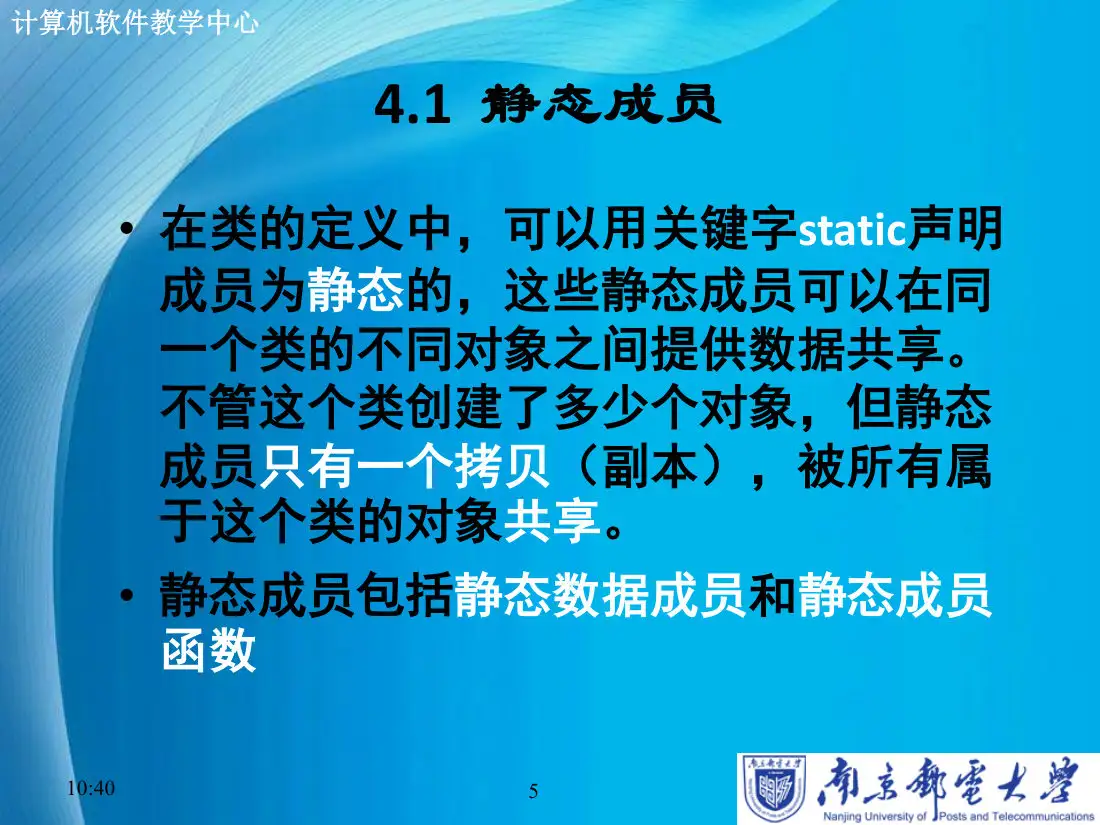 计算机软件教学中心
4.1 静态成员
• 在类的定义中，可以用关键字static声明
成员为静态的，这些静态成员可以在同
一个类的不同对象之间提供数据共享。
不管这个类创建了多少个对象，但静态
成员只有一个拷贝（副本），被所有属
于这个类的对象共享。
• 静态成员包括静态数据成员和静态成员
函数
10:40
5
南京邮电大学
南京郵電大学
Nanjing University of Posts and Telecommunications